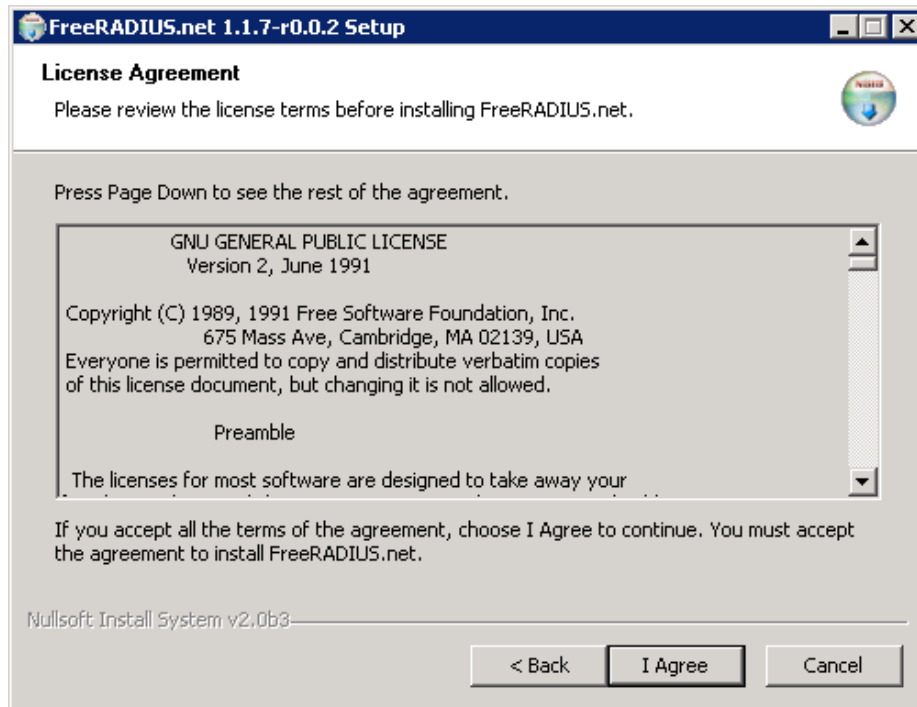 FreeRADIUS.net 1.1.7-r0.0.2 Setup
License Agreement
Please review the license terms before installing FreeRADIUS.net.
Press Page Down to see the rest of the agreement.
GNU GENERAL PUBLIC LICENSE
Version 2, June 1991
Copyright (C) 1989, 1991 Free Software Foundation, Inc.
675 Mass Ave, Cambridge, MA 02139, USA
Everyone is permitted to copy and distribute verbatim copies
of this license document, but changing it is not allowed.
Preamble
The licenses for most software are designed to take away your
If you accept all the terms of the agreement, choose I Agree to continue. You must accept
the agreement to install FreeRADIUS.net.
Nullsoft Install System v2.0b3
< Back
I Agree
Cancel